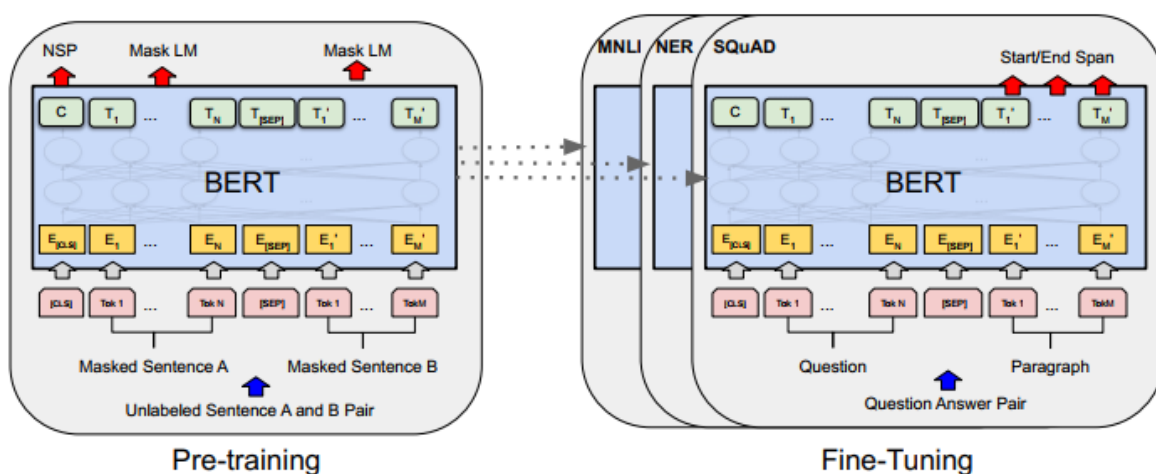 NSP Mask LM Mask LM
C T1 ... TN T[SEP] T1' ... TM'
BERT
E[CLS] E1 ... EN E[SEP] E1' ... EM'
[CLS] Tok 1 ... Tok N [SEP] Tok 1 ... TokM
Masked Sentence A Masked Sentence B
Unlabeled Sentence A and B Pair
Pre-training
MNLI NER SQuAD
Start/End Span
C T1 ... TN T[SEP] T1' ... TM'
BERT
E[CLS] E1 ... EN E[SEP] E1' ... EM'
[CLS] Tok 1 ... Tok N [SEP] Tok 1 ... TokM
Question Paragraph
Question Answer Pair
Fine-Tuning